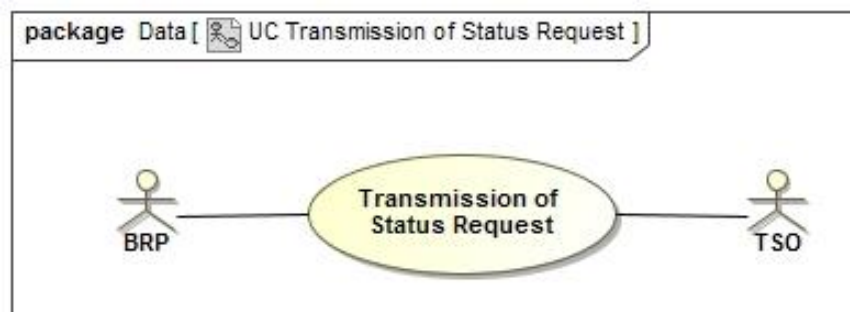 package Data [ UC Transmission of Status Request ]
Transmission of
Status Request
BRP
TSO